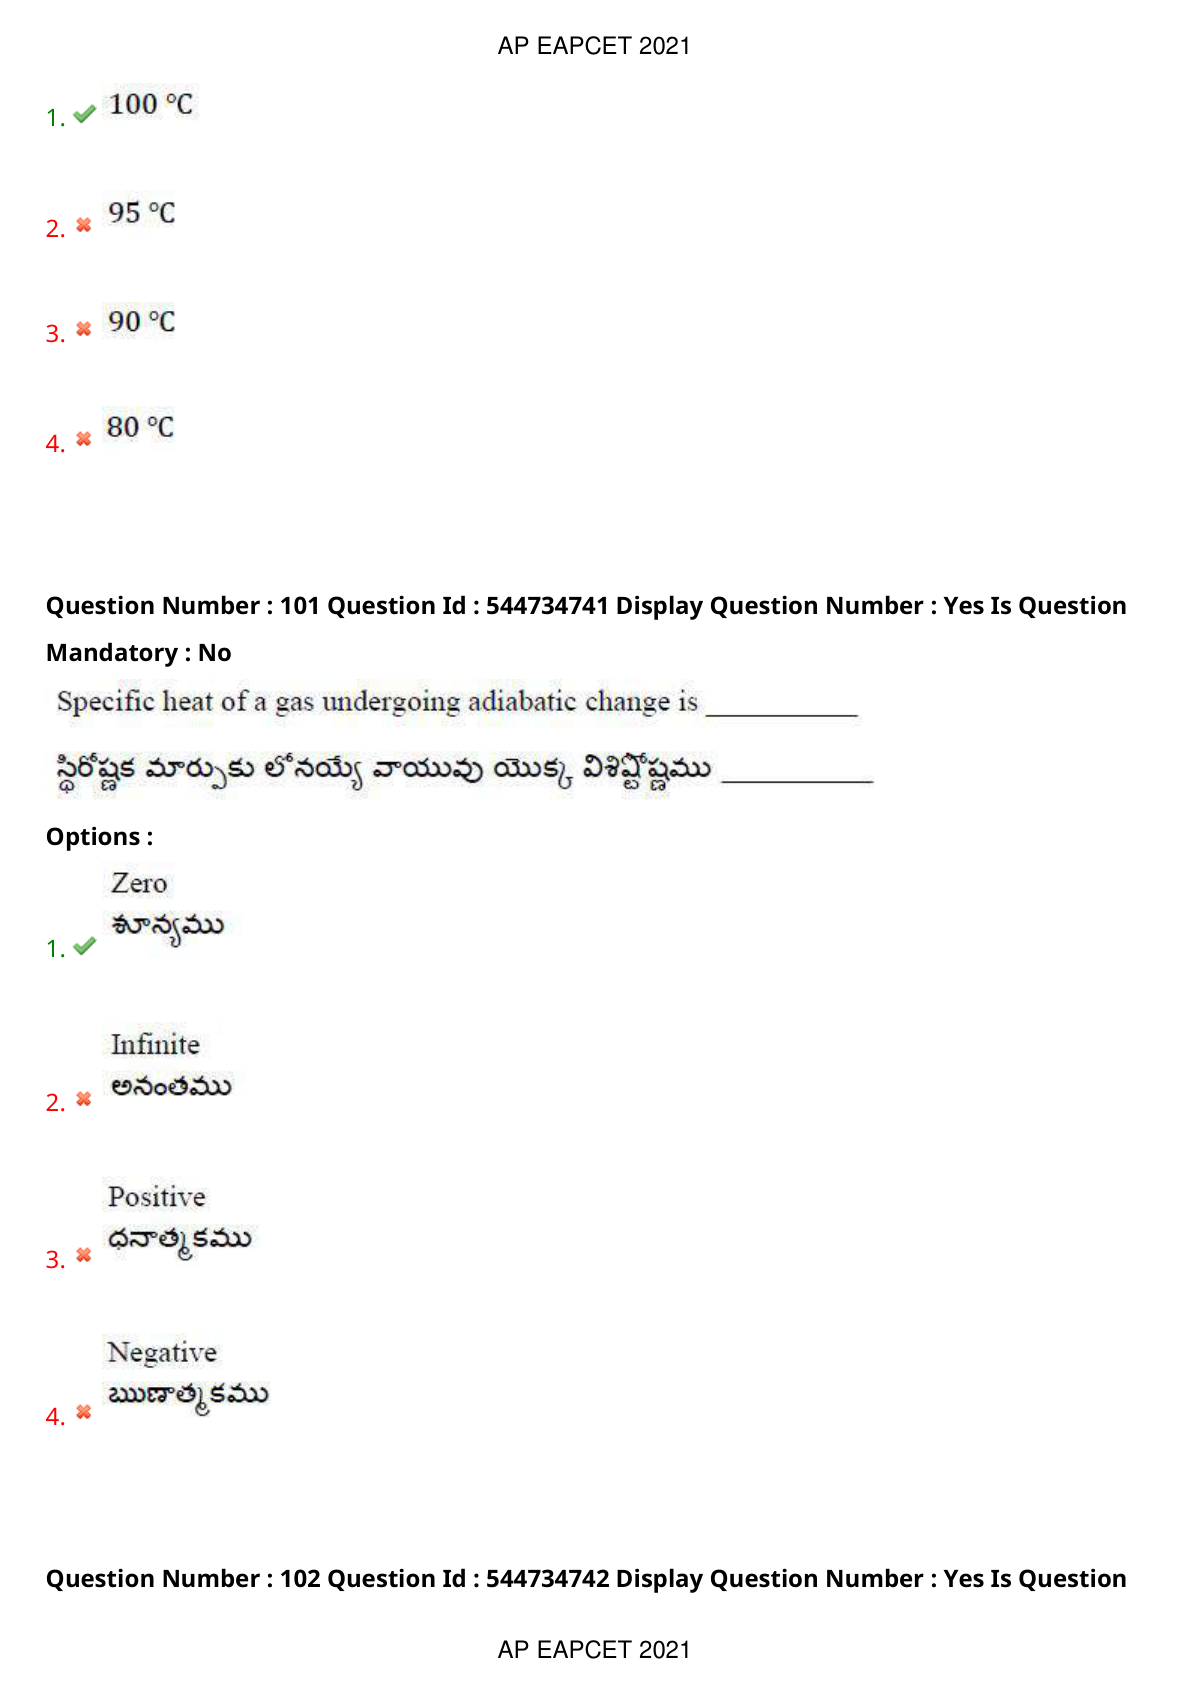 AP EAPCET 2021
1. 100 °C
2. 95 °C
3. 90 °C
4. 80 °C
Question Number : 101 Question Id : 544734741 Display Question Number : Yes Is Question
Mandatory : No
Specific heat of a gas undergoing adiabatic change is __________
స్థిరోష్ణక మార్పుకు లోనయ్యే వాయువు యొక్క విశిష్టోష్ణము __________
Options :
Zero
శూన్యము
1.
Infinite
అనంతము
2.
Positive
ధనాత్మకము
3.
Negative
ఋణాత్మకము
4.
Question Number : 102 Question Id : 544734742 Display Question Number : Yes Is Question
AP EAPCET 2021